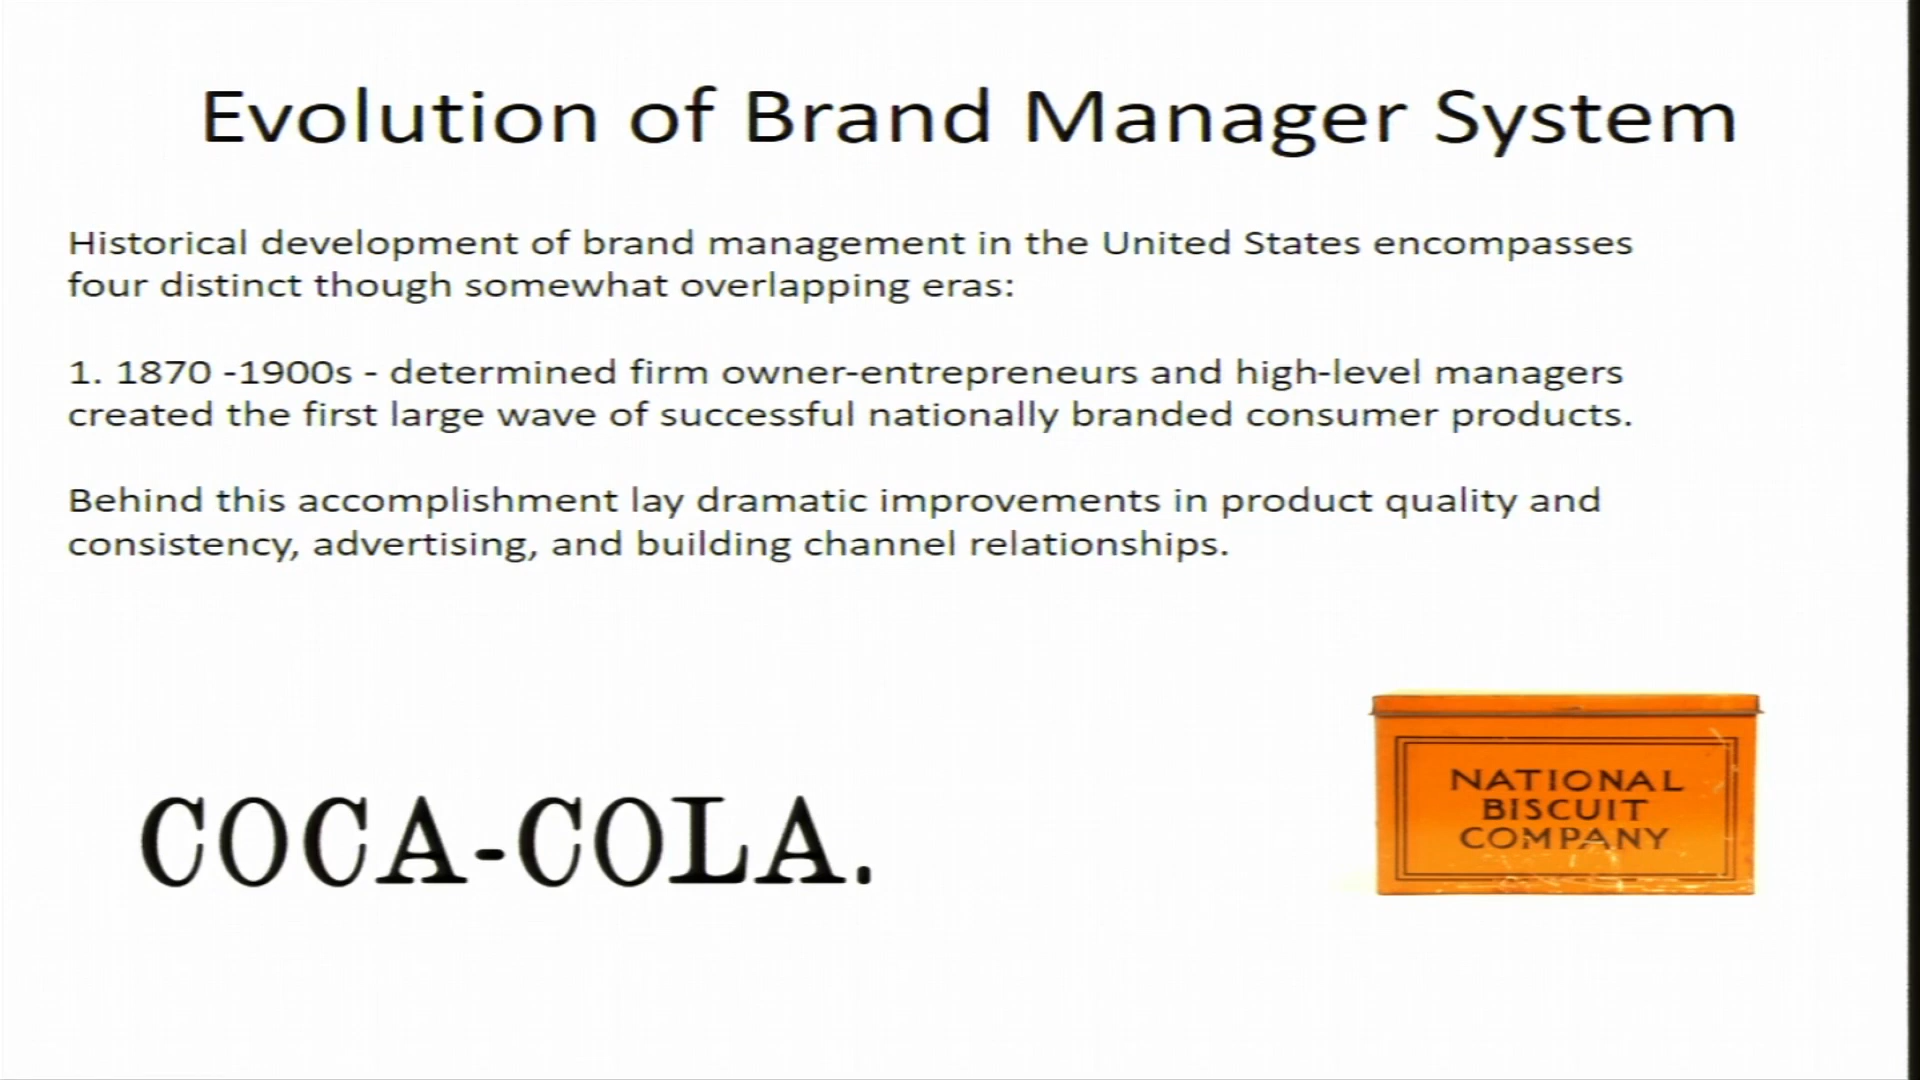 Evolution of Brand Manager System
Historical development of brand management in the United States encompasses
four distinct though somewhat overlapping eras:
1. 1870 -1900s - determined firm owner-entrepreneurs and high-level managers
created the first large wave of successful nationally branded consumer products.
Behind this accomplishment lay dramatic improvements in product quality and
consistency, advertising, and building channel relationships.
COCA-COLA.
NATIONAL
BISCUIT
COMPANY